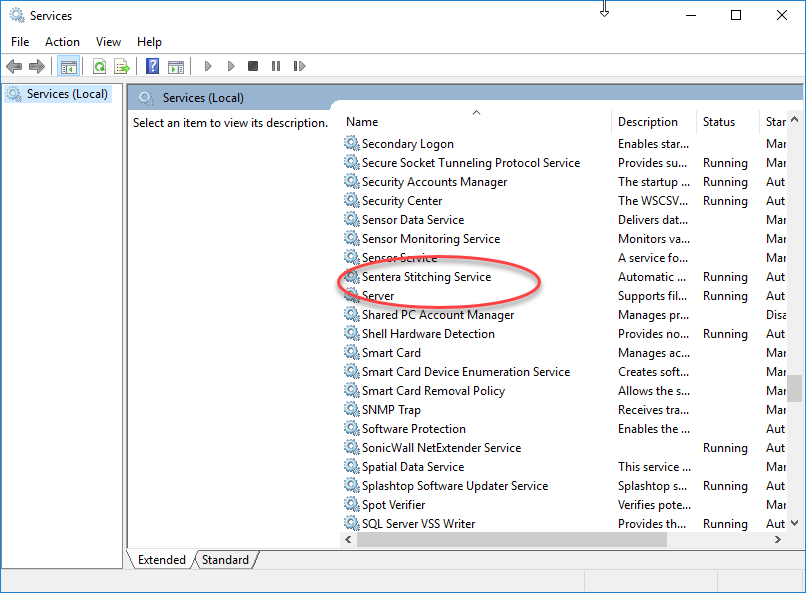 Services
File Action View Help
Services (Local)
Services (Local)
Select an item to view its description.
Name Description Status Star
Secondary Logon Enables star... Mar
Secure Socket Tunneling Protocol Service Provides su... Running Mar
Security Accounts Manager The startup ... Running Aut
Security Center The WSCSV... Running Aut
Sensor Data Service Delivers dat... Mar
Sensor Monitoring Service Monitors va... Mar
Sensor Service A service fo... Mar
Sentera Stitching Service Automatic ... Running Aut
Server Supports fil... Running Aut
Shared PC Account Manager Manages pr... Disa
Shell Hardware Detection Provides no... Running Aut
Smart Card Manages ac... Mar
Smart Card Device Enumeration Service Creates soft... Mar
Smart Card Removal Policy Allows the s... Mar
SNMP Trap Receives tra... Mar
Software Protection Enables the ... Aut
SonicWall NetExtender Service Running Aut
Spatial Data Service This service ... Mar
Splashtop Software Updater Service Splashtop s... Running Aut
Spot Verifier Verifies pote... Mar
SQL Server VSS Writer Provides th... Running Aut
Extended Standard